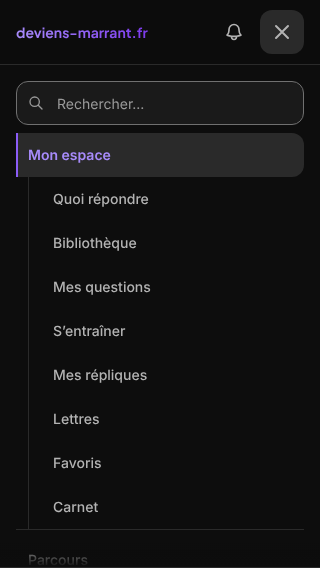 deviens-marrant.fr
Rechercher...
Mon espace
Quoi répondre
Bibliothèque
Mes questions
S'entraîner
Mes répliques
Lettres
Favoris
Carnet
Parcours